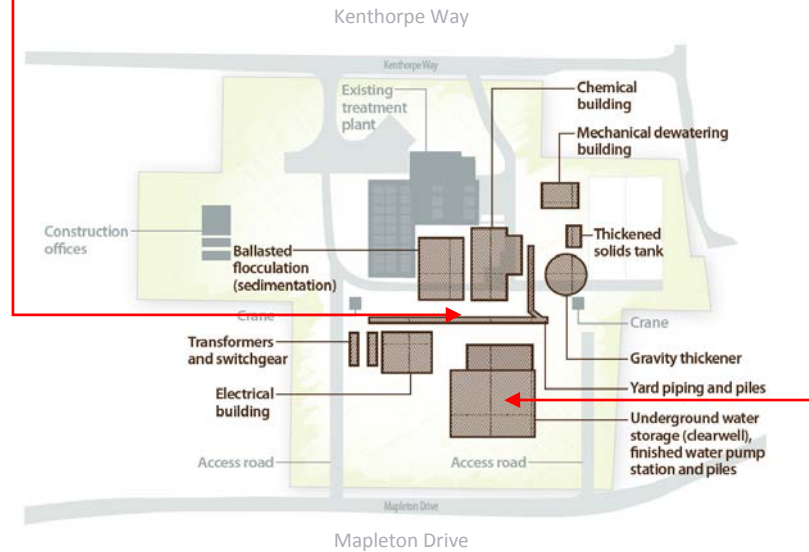 Kenthorpe Way
Kenthorpe Way
Existing
treatment
plant
Chemical
building
Mechanical dewatering
building
Construction
offices
Ballasted
flocculation
(sedimentation)
Thickened
solids tank
Crane
Crane
Transformers
and switchgear
Gravity thickener
Electrical
building
Yard piping and piles
Underground water
storage (clearwell),
finished water pump
station and piles
Access road
Access road
Mapleton Drive
Mapleton Drive